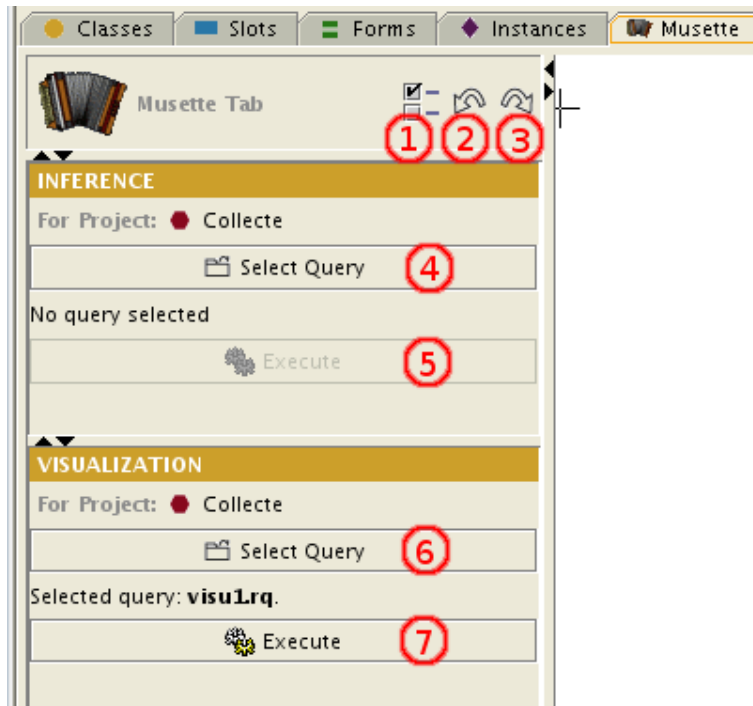 Classes Slots Forms Instances Musette
Musette Tab
1 2 3
INFERENCE
For Project: Collecte
Select Query 4
No query selected
Execute 5
VISUALIZATION
For Project: Collecte
Select Query 6
Selected query: visu1.rq.
Execute 7